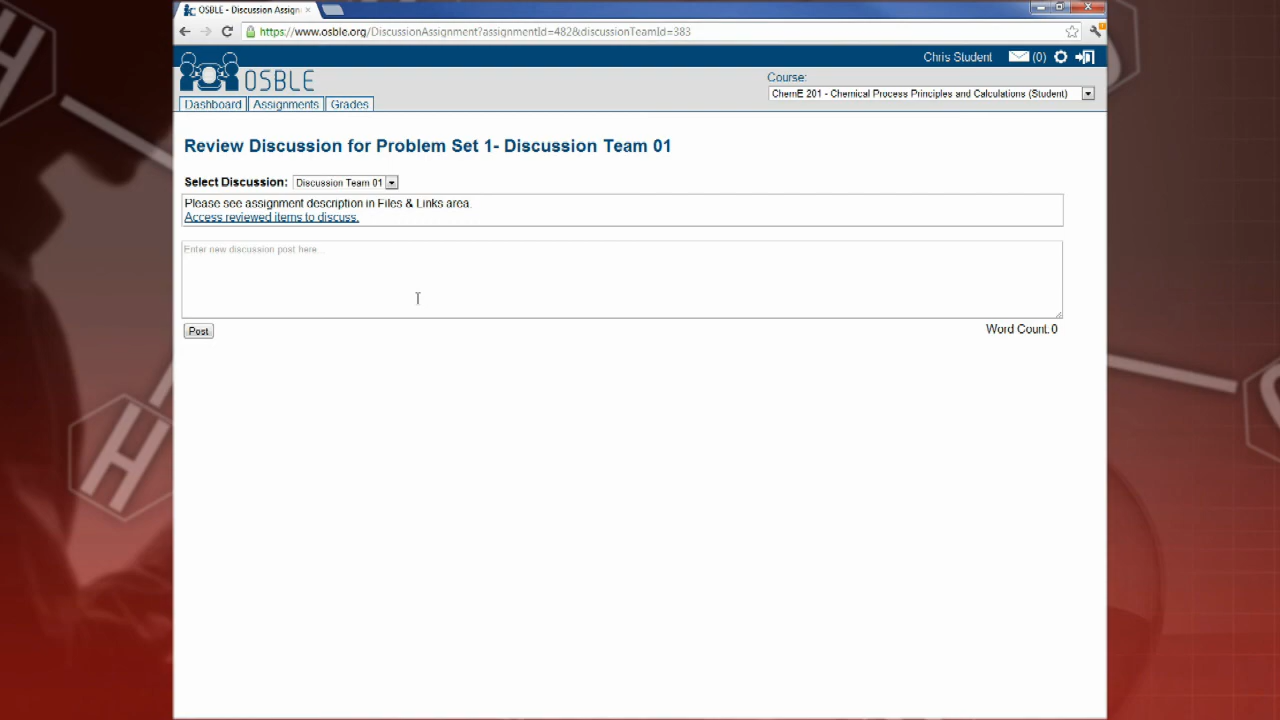 OSBLE - Discussion Assign
https://www.osble.org/DiscussionAssignment?assignmentId=482&discussionTeamId=383
Chris Student (0)
OSBLE
Course:
ChemE 201 - Chemical Process Principles and Calculations (Student)
Dashboard Assignments Grades
Review Discussion for Problem Set 1- Discussion Team 01
Select Discussion: Discussion Team 01
Please see assignment description in Files & Links area.
Access reviewed items to discuss.
Enter new discussion post here...
Post Word Count: 0
H
H